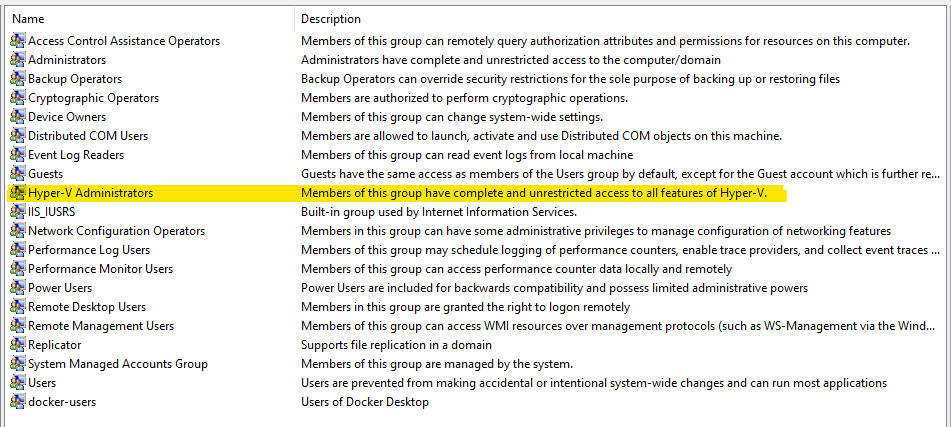 Name Description
Access Control Assistance Operators Members of this group can remotely query authorization attributes and permissions for resources on this computer.
Administrators Administrators have complete and unrestricted access to the computer/domain
Backup Operators Backup Operators can override security restrictions for the sole purpose of backing up or restoring files
Cryptographic Operators Members are authorized to perform cryptographic operations.
Device Owners Members of this group can change system-wide settings.
Distributed COM Users Members are allowed to launch, activate and use Distributed COM objects on this machine.
Event Log Readers Members of this group can read event logs from local machine
Guests Guests have the same access as members of the Users group by default, except for the Guest account which is further re...
Hyper-V Administrators Members of this group have complete and unrestricted access to all features of Hyper-V.
IIS_IUSRS Built-in group used by Internet Information Services.
Network Configuration Operators Members in this group can have some administrative privileges to manage configuration of networking features
Performance Log Users Members of this group may schedule logging of performance counters, enable trace providers, and collect event traces ...
Performance Monitor Users Members of this group can access performance counter data locally and remotely
Power Users Power Users are included for backwards compatibility and possess limited administrative powers
Remote Desktop Users Members in this group are granted the right to logon remotely
Remote Management Users Members of this group can access WMI resources over management protocols (such as WS-Management via the Wind...
Replicator Supports file replication in a domain
System Managed Accounts Group Members of this group are managed by the system.
Users Users are prevented from making accidental or intentional system-wide changes and can run most applications
docker-users Users of Docker Desktop